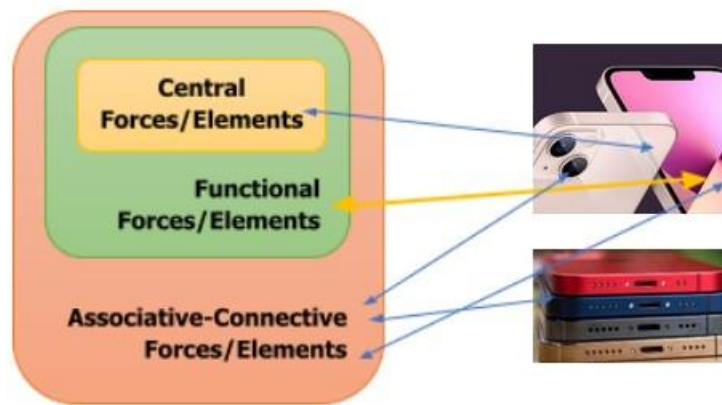 Central
Forces/Elements
Functional
Forces/Elements
Associative-Connective
Forces/Elements